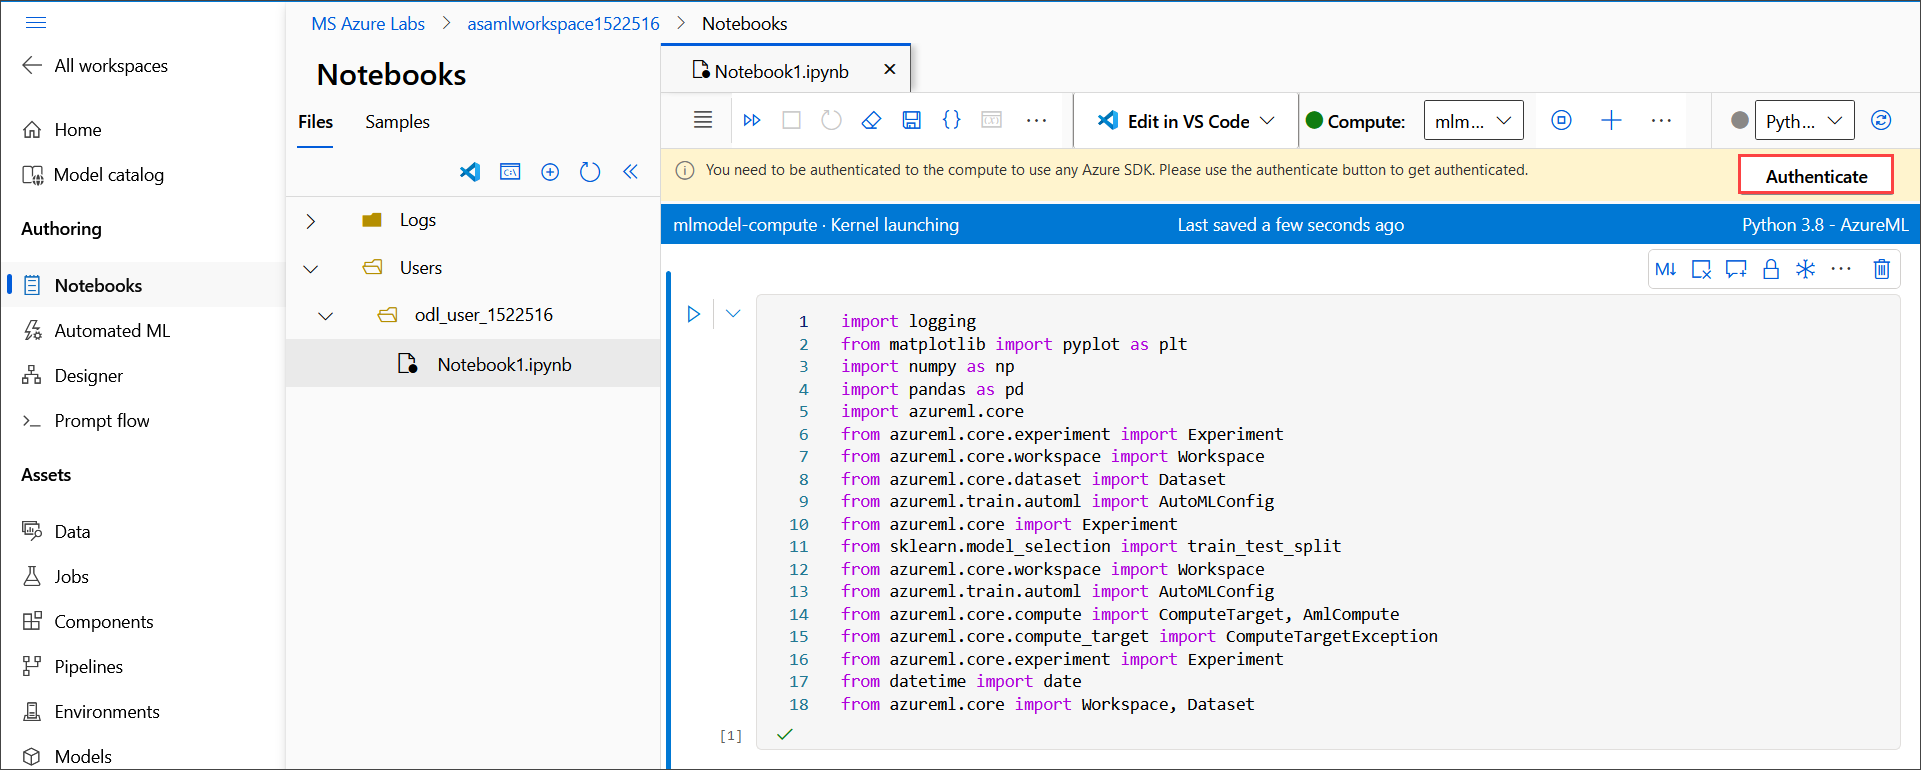 MS Azure Labs > asamlworkspace1522516 > Notebooks
All workspaces
Home
Model catalog
Authoring
Notebooks
Automated ML
Designer
Prompt flow
Assets
Data
Jobs
Components
Pipelines
Environments
Models
Notebooks
Files Samples
Logs
Users
odl_user_1522516
Notebook1.ipynb
Notebook1.ipynb
Edit in VS Code Compute: mlm... Pyth...
You need to be authenticated to the compute to use any Azure SDK. Please use the authenticate button to get authenticated. Authenticate
mlmodel-compute · Kernel launching Last saved a few seconds ago Python 3.8 - AzureML
M↓
1 import logging
2 from matplotlib import pyplot as plt
3 import numpy as np
4 import pandas as pd
5 import azureml.core
6 from azureml.core.experiment import Experiment
7 from azureml.core.workspace import Workspace
8 from azureml.core.dataset import Dataset
9 from azureml.train.automl import AutoMLConfig
10 from azureml.core import Experiment
11 from sklearn.model_selection import train_test_split
12 from azureml.core.workspace import Workspace
13 from azureml.train.automl import AutoMLConfig
14 from azureml.core.compute import ComputeTarget, AmlCompute
15 from azureml.core.compute_target import ComputeTargetException
16 from azureml.core.experiment import Experiment
17 from datetime import date
18 from azureml.core import Workspace, Dataset
[1]